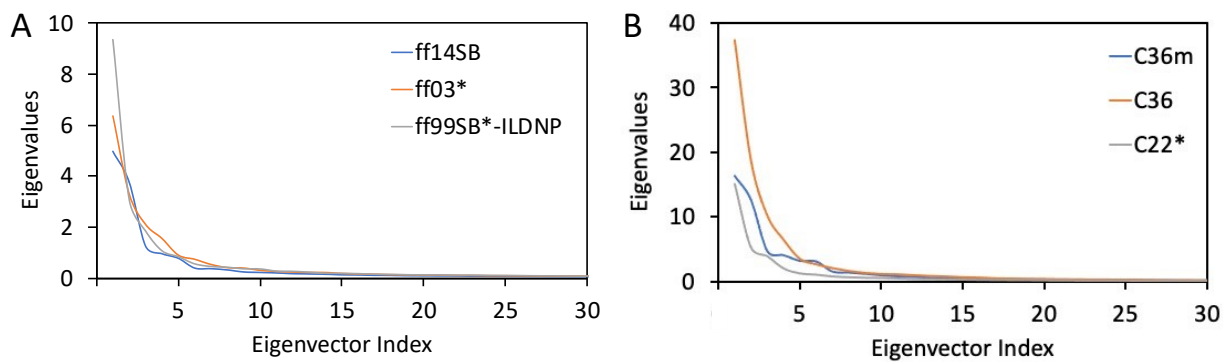 A
10
8
6
4
2
0
Eigenvalues
ff14SB
ff03*
ff99SB*-ILDNP
5 10 15 20 25 30
Eigenvector Index
B
40
30
20
10
0
Eigenvalues
C36m
C36
C22*
5 10 15 20 25 30
Eigenvector Index